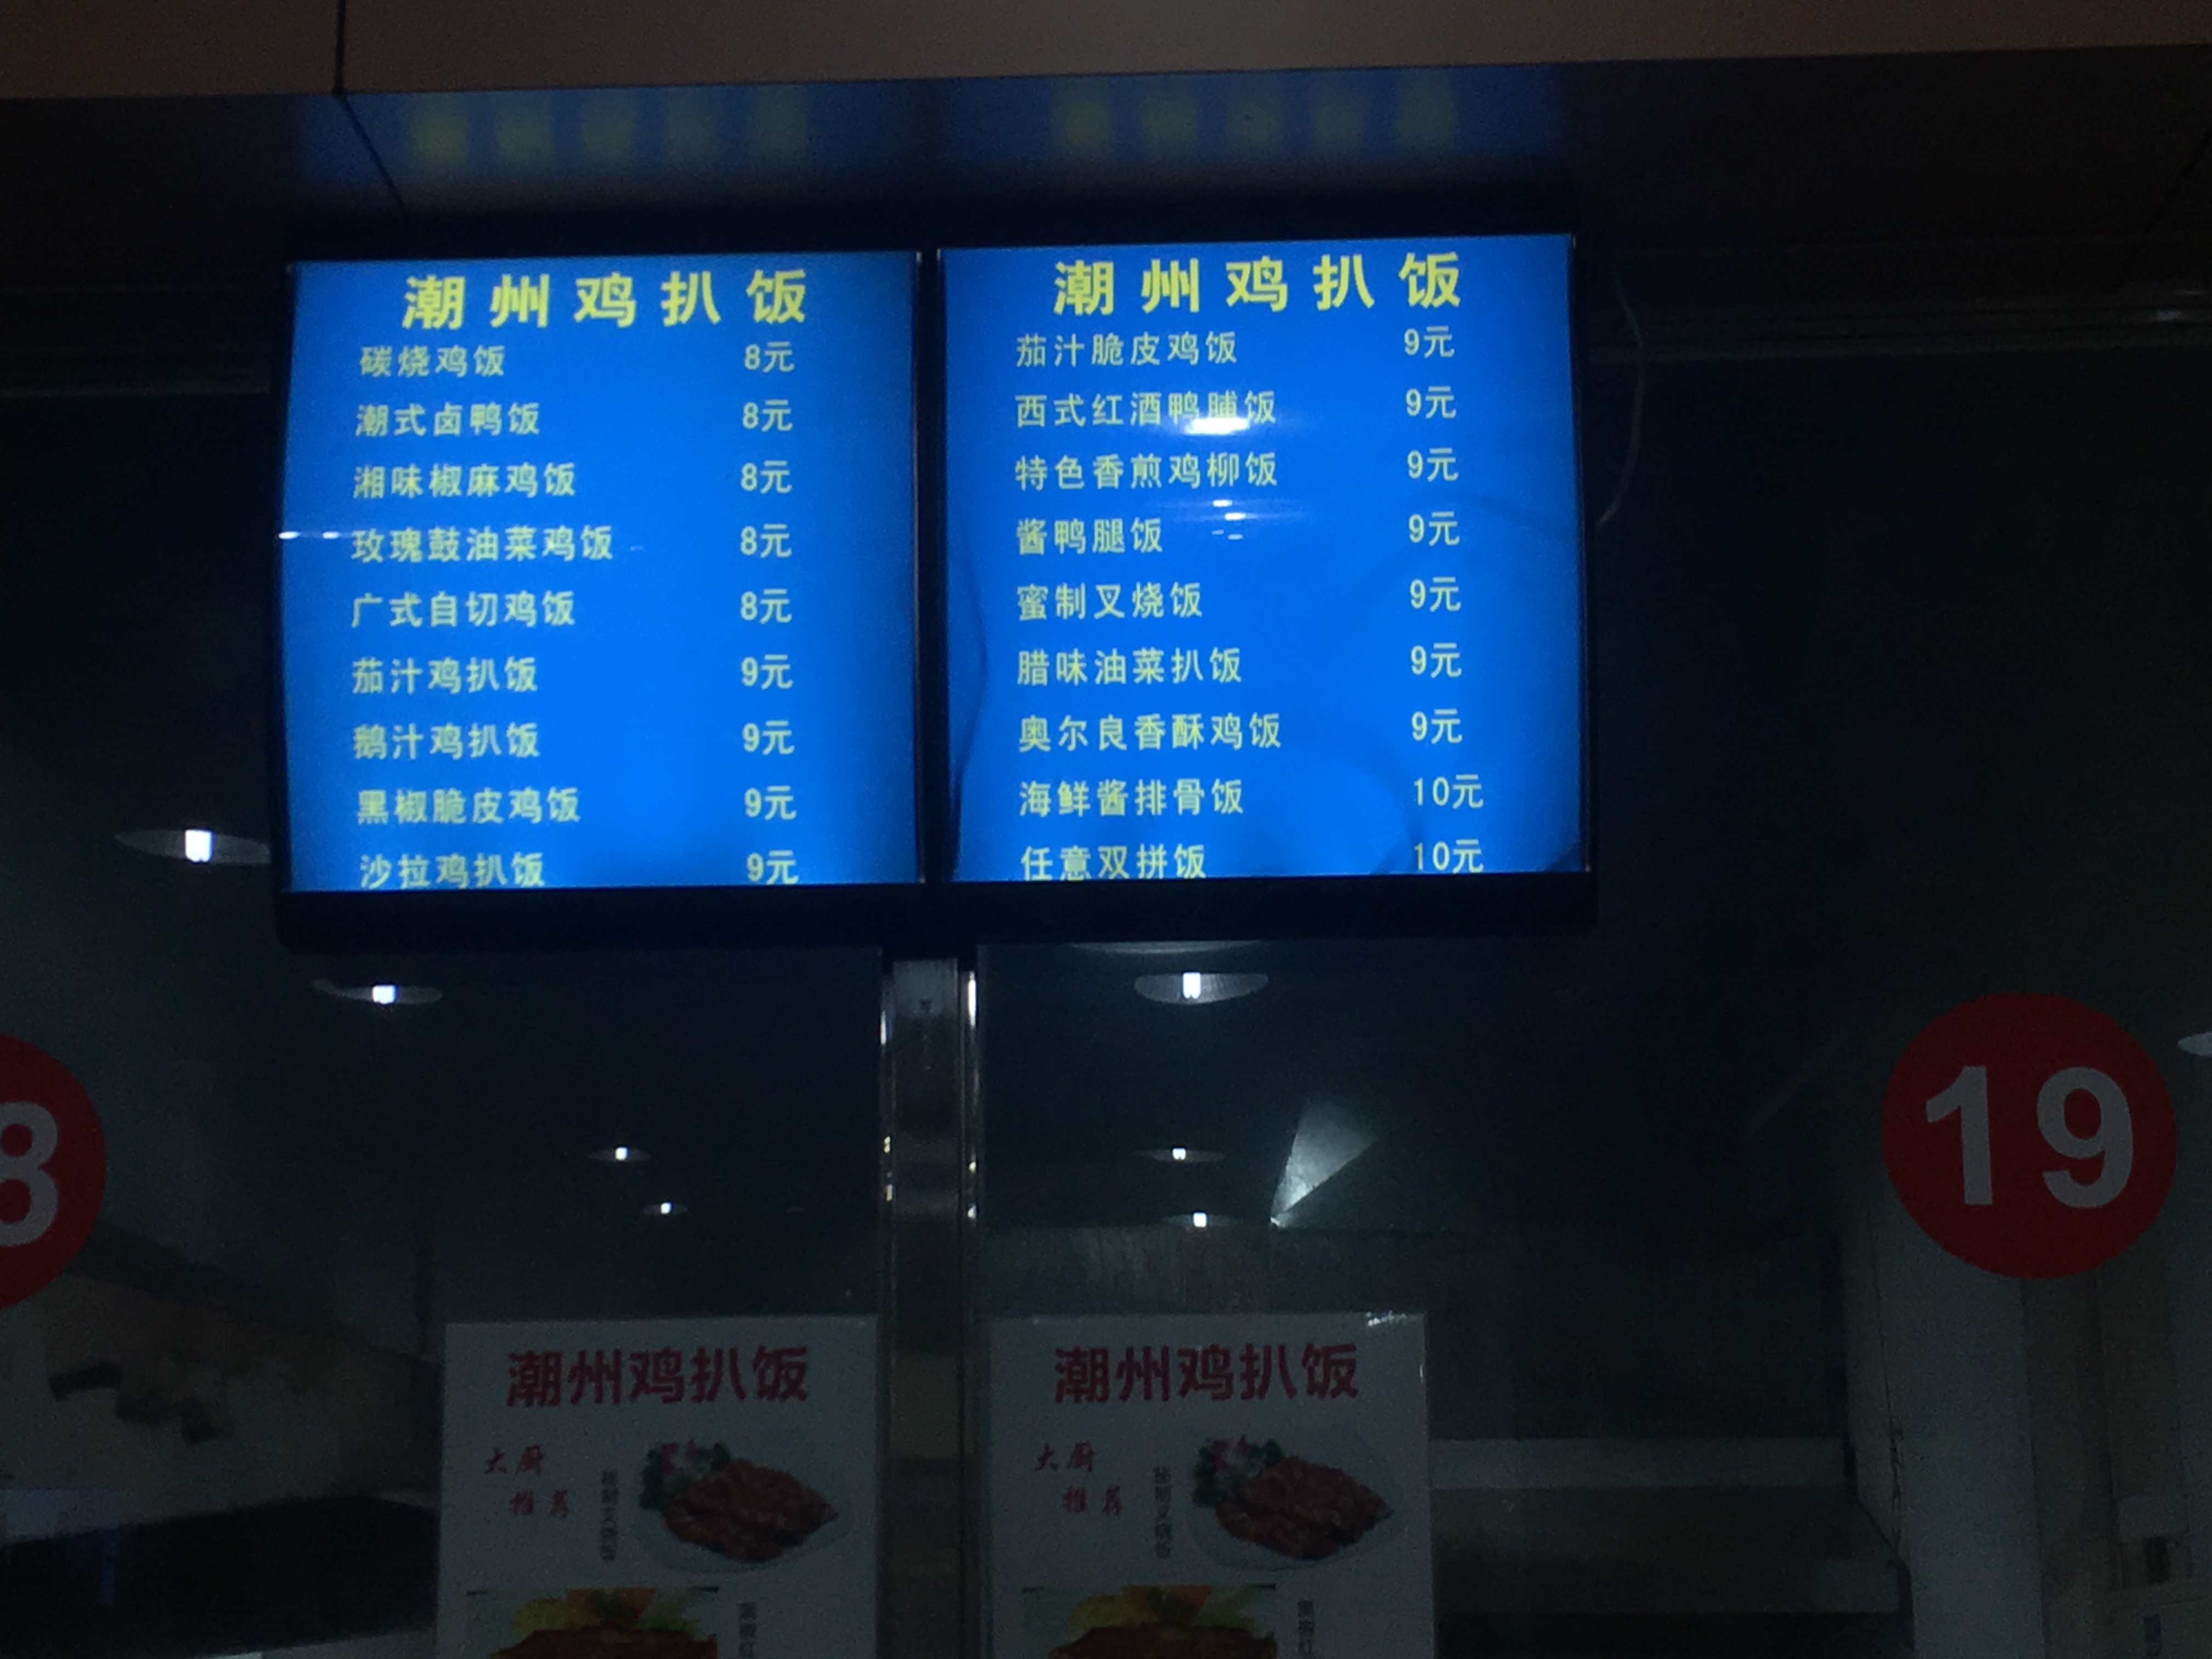 潮州鸡扒饭
碳烧鸡饭 8元
潮式卤鸭饭 8元
湘味椒麻鸡饭 8元
玫瑰鼓油菜鸡饭 8元
广式自切鸡饭 8元
茄汁鸡扒饭 9元
鹅汁鸡扒饭 9元
黑椒脆皮鸡饭 9元
沙拉鸡扒饭 9元
潮州鸡扒饭
茄汁脆皮鸡饭 9元
西式红酒鸭脯饭 9元
特色香煎鸡柳饭 9元
酱鸭腿饭 9元
蜜制叉烧饭 9元
腊味油菜扒饭 9元
奥尔良香酥鸡饭 9元
海鲜酱排骨饭 10元
任意双拼饭 10元
8
19
潮州鸡扒饭
大厨
推荐
潮州鸡扒饭
大厨
推荐